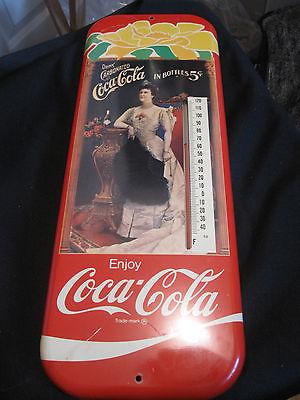 DRINK
CARBONATED
Coca-Cola
IN BOTTLES 5¢
120
110
100
90
80
70
60
50
40
30
20
10
0
10
20
30
40
F
Enjoy
Coca-Cola
Trade-mark ®